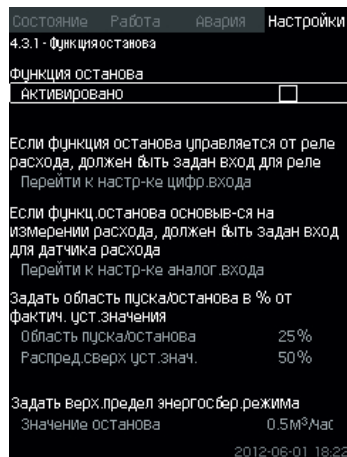 Состояние Работа Авария Настройки
4.3.1 - Функция останова
Функция останова
Активировано
Если функция останова управляется от реле
расхода, должен быть задан вход для реле
Перейти к настр-ке цифр.входа
Если функц.останова основыв-ся на
измерении расхода, должен быть задан вход
для датчика расхода
Перейти к настр-ке аналог.входа
Задать область пуска/останова в % от
фактич. уст.значения
Область пуска/останова 25%
Распред.сверх уст.знач. 50%
Задать верх.предел энергосбер.режима
Значение останова 0.5м³/час
2012-06-01 18:22